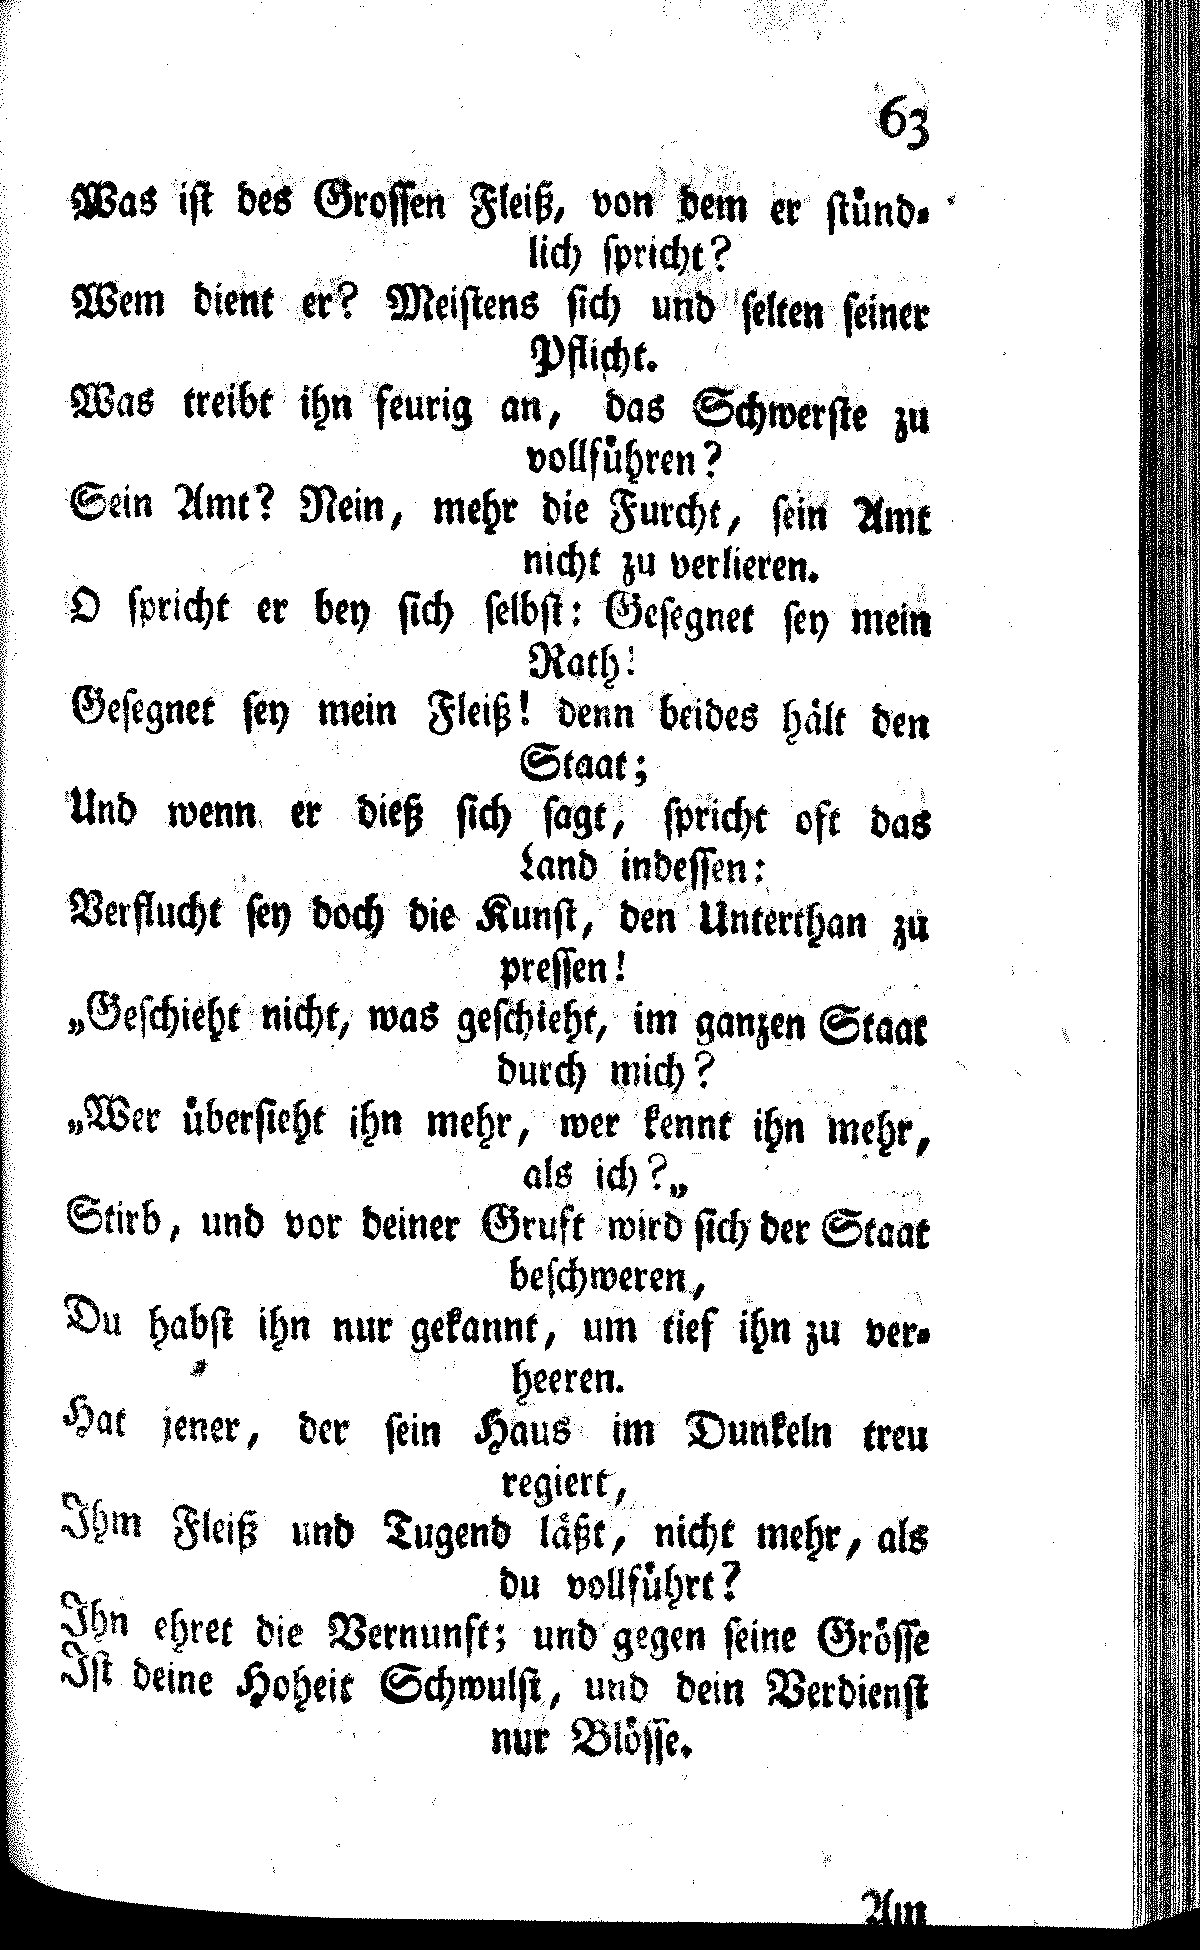 63
Was ist des Grossen Fleiß, von dem er stünd-
lich spricht?
Wem dient er? Meistens sich und selten seiner
Pflicht.
Was treibt ihn feurig an, das Schwerste zu
vollführen?
Sein Amt? Nein, mehr die Furcht, sein Amt
nicht zu verlieren.
O spricht er bey sich selbst: Gesegnet sey mein
Rath!
Gesegnet sey mein Fleiß! denn beides hält den
Staat;
Und wenn er dieß sich sagt, spricht oft das
Land indessen:
Verflucht sey doch die Kunst, den Unterthan zu
pressen!
„Geschieht nicht, was geschieht, im ganzen Staat
durch mich?
„Wer übersieht ihn mehr, wer kennt ihn mehr,
als ich?„
Stirb, und vor deiner Gruft wird sich der Staat
beschweren,
Du habst ihn nur gekannt, um tief ihn zu ver-
heeren.
Hat jener, der sein Haus im Dunkeln treu
regiert,
Ihm Fleiß und Tugend läßt, nicht mehr, als
du vollführt?
Ihn ehret die Vernunft; und gegen seine Grösse
Ist deine Hoheit Schwulst, und dein Verdienst
nur Blösse.
Am